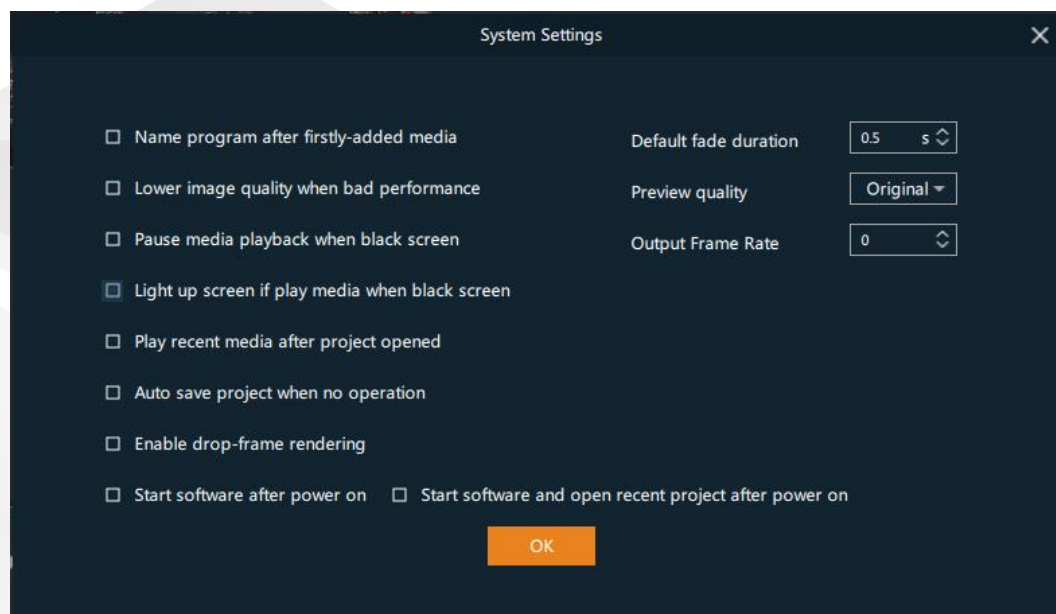 System Settings
Name program after firstly-added media
Default fade duration 0.5 s
Lower image quality when bad performance
Preview quality Original
Pause media playback when black screen
Output Frame Rate 0
Light up screen if play media when black screen
Play recent media after project opened
Auto save project when no operation
Enable drop-frame rendering
Start software after power on Start software and open recent project after power on
OK